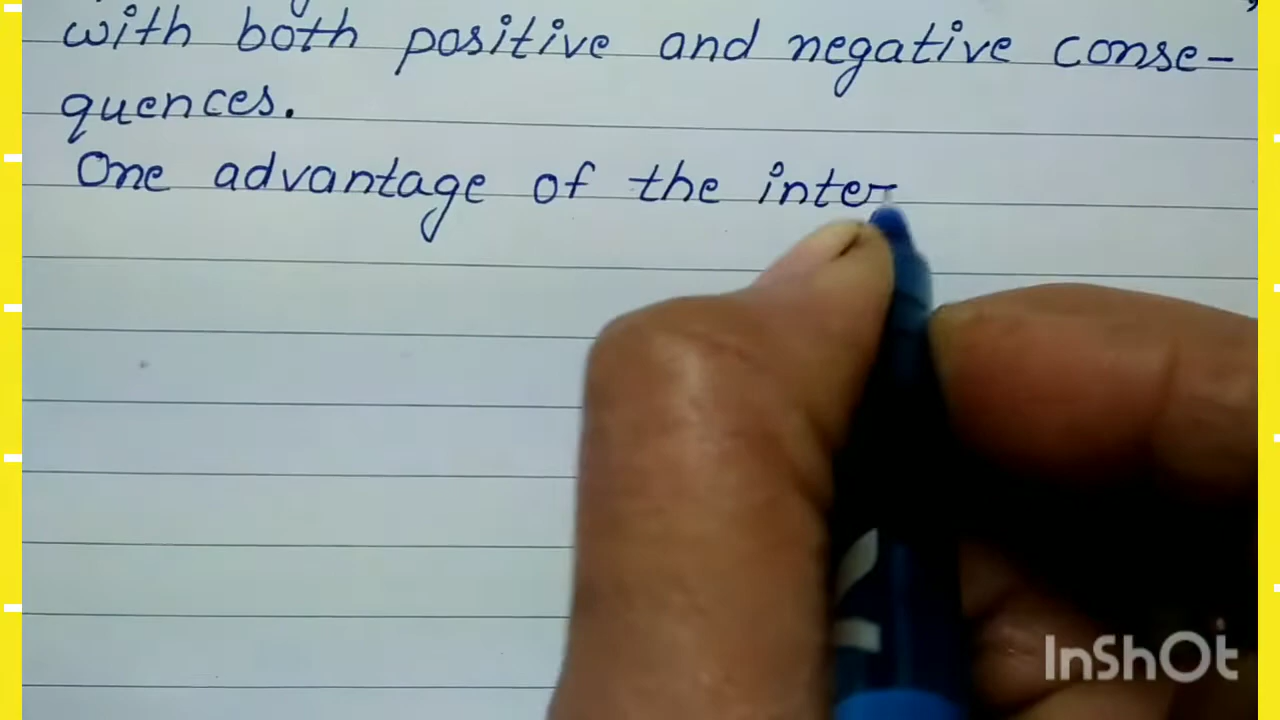 with both positive and negative conse-
quences.
One advantage of the inter
InShOt